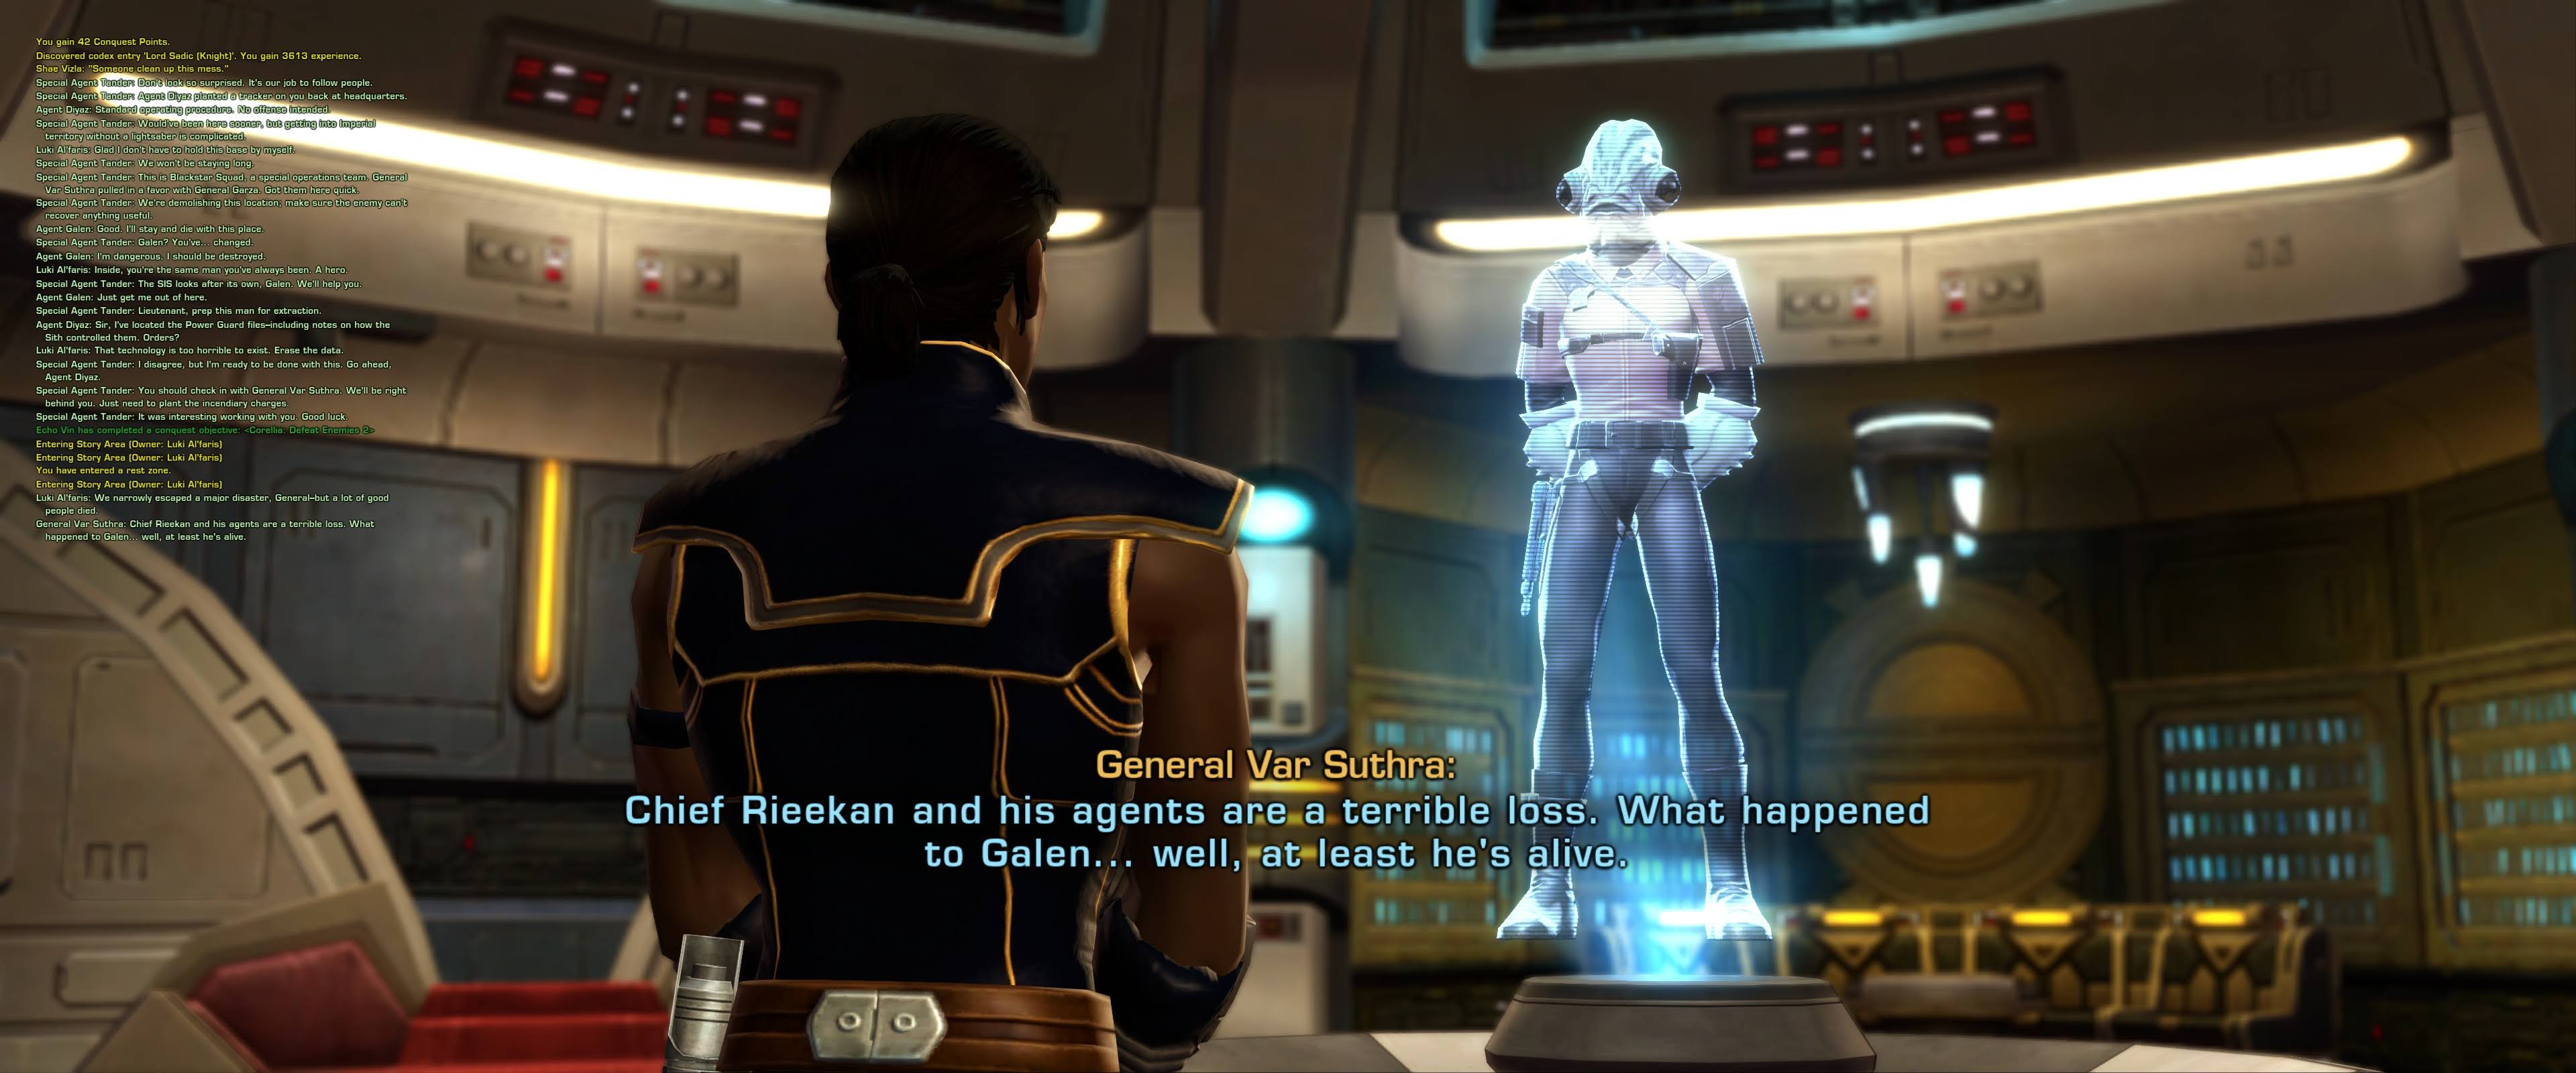 You gain 42 Conquest Points.
Discovered codex entry 'Lord Sadic (Knight)'. You gain 3613 experience.
Shae Vizla: "Someone clean up this mess."
Special Agent Tander: Don't look so surprised. It's our job to follow people.
Special Agent Tander: Agent Diyaz planted a tracker on you back at headquarters.
Agent Diyaz: Standard operating procedure. No offense intended.
Special Agent Tander: Would've been here sooner, but getting into Imperial
territory without a lightsaber is complicated.
Luki Al'faris: Glad I don't have to hold this base by myself.
Special Agent Tander: We won't be staying long.
Special Agent Tander: This is Blackstar Squad, a special operations team. General
Var Suthra pulled in a favor with General Garza. Got them here quick.
Special Agent Tander: We're demolishing this location; make sure the enemy can't
recover anything useful.
Agent Galen: Good. I'll stay and die with this place.
Special Agent Tander: Galen? You've... changed.
Agent Galen: I'm dangerous. I should be destroyed.
Luki Al'faris: Inside, you're the same man you've always been. A hero.
Special Agent Tander: The SIS looks after its own, Galen. We'll help you.
Agent Galen: Just get me out of here.
Special Agent Tander: Lieutenant, prep this man for extraction.
Agent Diyaz: Sir, I've located the Power Guard files–including notes on how the
Sith controlled them. Orders?
Luki Al'faris: That technology is too horrible to exist. Erase the data.
Special Agent Tander: I disagree, but I'm ready to be done with this. Go ahead,
Agent Diyaz.
Special Agent Tander: You should check in with General Var Suthra. We'll be right
behind you. Just need to plant the incendiary charges.
Special Agent Tander: It was interesting working with you. Good luck.
Echo Vin has completed a conquest objective: <Corellia: Defeat Enemies 2>
Entering Story Area (Owner: Luki Al'faris)
Entering Story Area (Owner: Luki Al'faris)
You have entered a rest zone.
Entering Story Area (Owner: Luki Al'faris)
Luki Al'faris: We narrowly escaped a major disaster, General–but a lot of good
people died.
General Var Suthra: Chief Rieekan and his agents are a terrible loss. What
happened to Galen... well, at least he's alive.
General Var Suthra:
Chief Rieekan and his agents are a terrible loss. What happened
to Galen... well, at least he's alive.